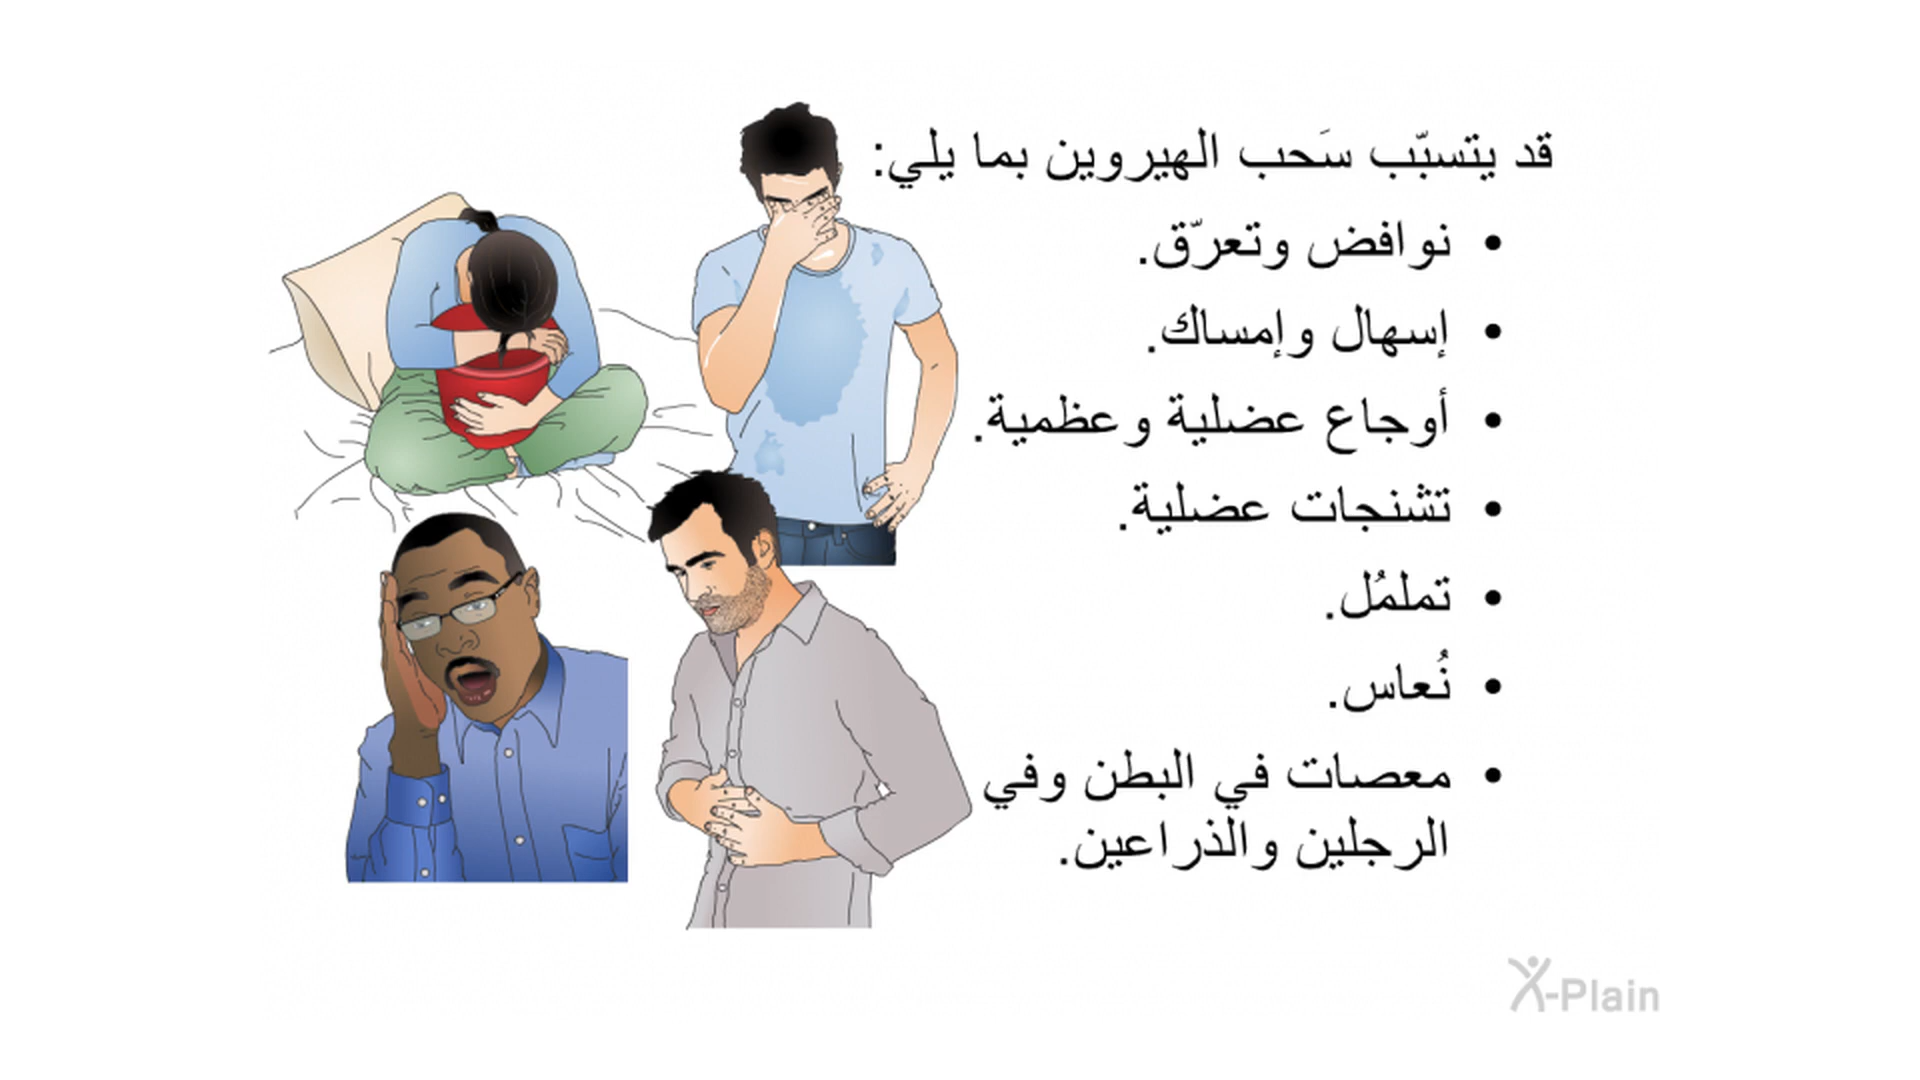 قد يتسبّب سَحب الهيروين بما يلي:
• نوافض وتعرّق.
• إسهال وإمساك.
• أوجاع عضلية وعظمية.
• تشنجات عضلية.
• تململُ.
• نُعاس.
• معصات في البطن وفي
الرجلين والذراعين.
X-Plain